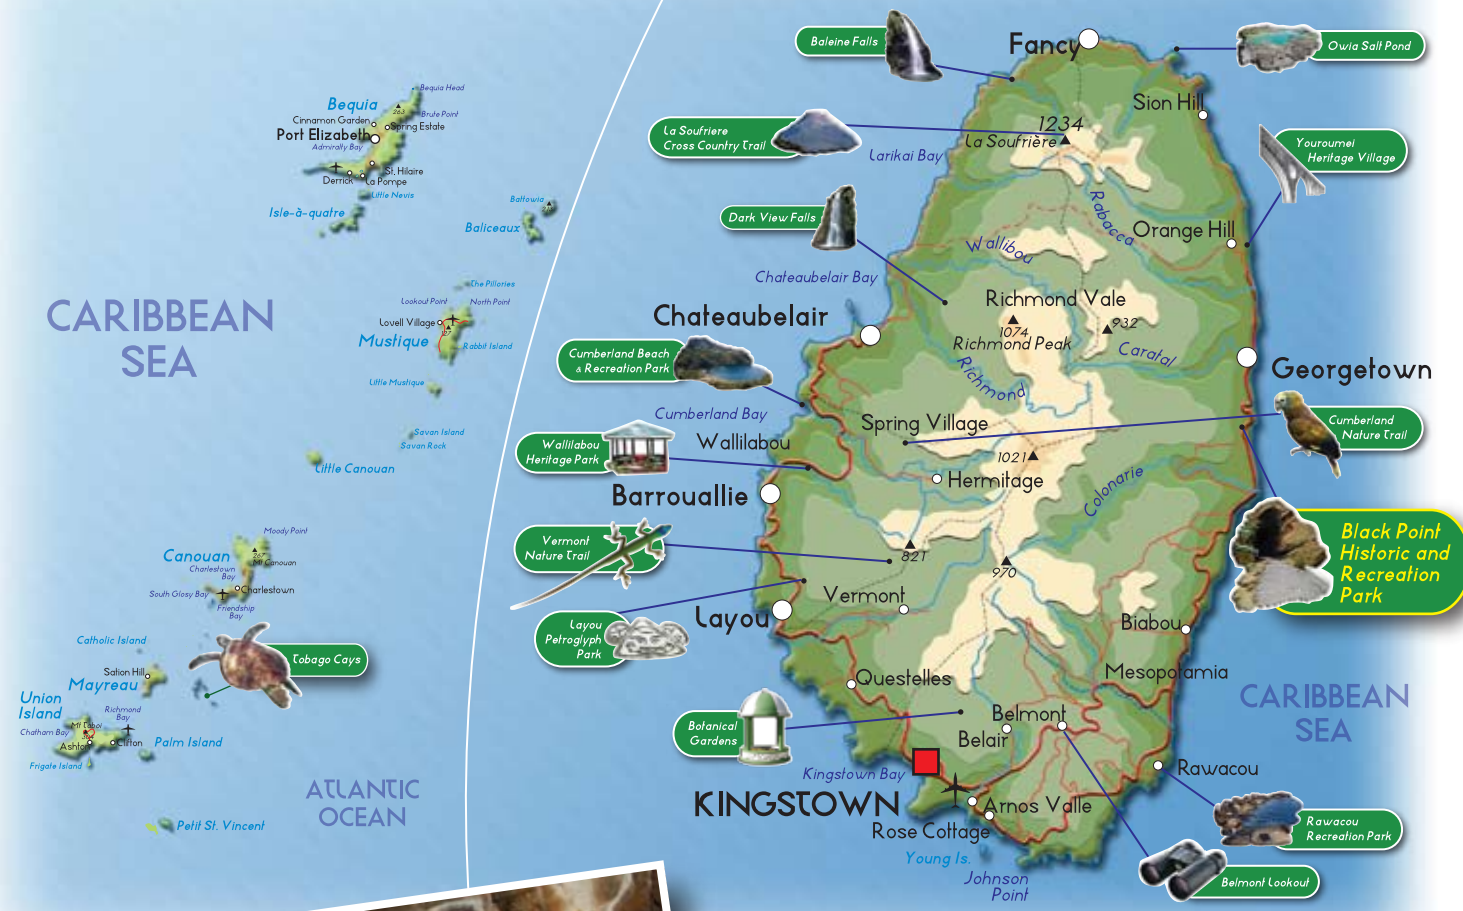 Baleine Falls
Fancy
Owia Salt Pond
Bequia Head
Bequia
263
Brute Point
Cinnamon Garden
Spring Estate
Port Elizabeth
Admiralty Bay
St. Hilaire
Derrick
La Pompe
Little Nevis
Isle-à-quatre
Battowia
Baliceaux
Sion Hill
1234
La Soufrière
La Soufriere
Cross Country Trail
Larikai Bay
Youroumei
Heritage Village
Rabacca
Dark View Falls
Orange Hill
Wallibou
Chateaubelair Bay
The Pillories
Lookout Point
North Point
Lovell Village
Mustique
Rabbit Island
Little Mustique
CARIBBEAN
SEA
Richmond Vale
1074
Richmond Peak
932
Caratal
Richmond
Chateaubelair
Georgetown
Cumberland Beach
& Recreation Park
Cumberland Bay
Spring Village
Cumberland
Nature Trail
Savan Island
Savan Rock
Little Canouan
Wallilabou
Heritage Park
Wallilabou
1021
Hermitage
Colonarie
Barrouallie
Black Point
Historic and
Recreation
Park
Moody Point
Canouan
267
Mt Canouan
Charlestown
Bay
South Glosy Bay
Charlestown
Friendship
Bay
Vermont
Nature Trail
821
970
Vermont
Layou
Layou
Petroglyph
Park
Biabou
Catholic Island
Salion Hill
Mayreau
Tobago Cays
Union
Island
Richmond
Bay
Mt Taboi
Chatham Bay
Ashton
Clifton
Palm Island
Frigate Island
Questelles
Mesopotamia
CARIBBEAN
SEA
Botanical
Gardens
Belmont
Belair
Kingstown Bay
Rawacou
KINGSTOWN
Arnos Valle
Rose Cottage
Rawacou
Recreation Park
ATLANTIC
OCEAN
Petit St. Vincent
Young Is.
Johnson
Point
Belmont Lookout